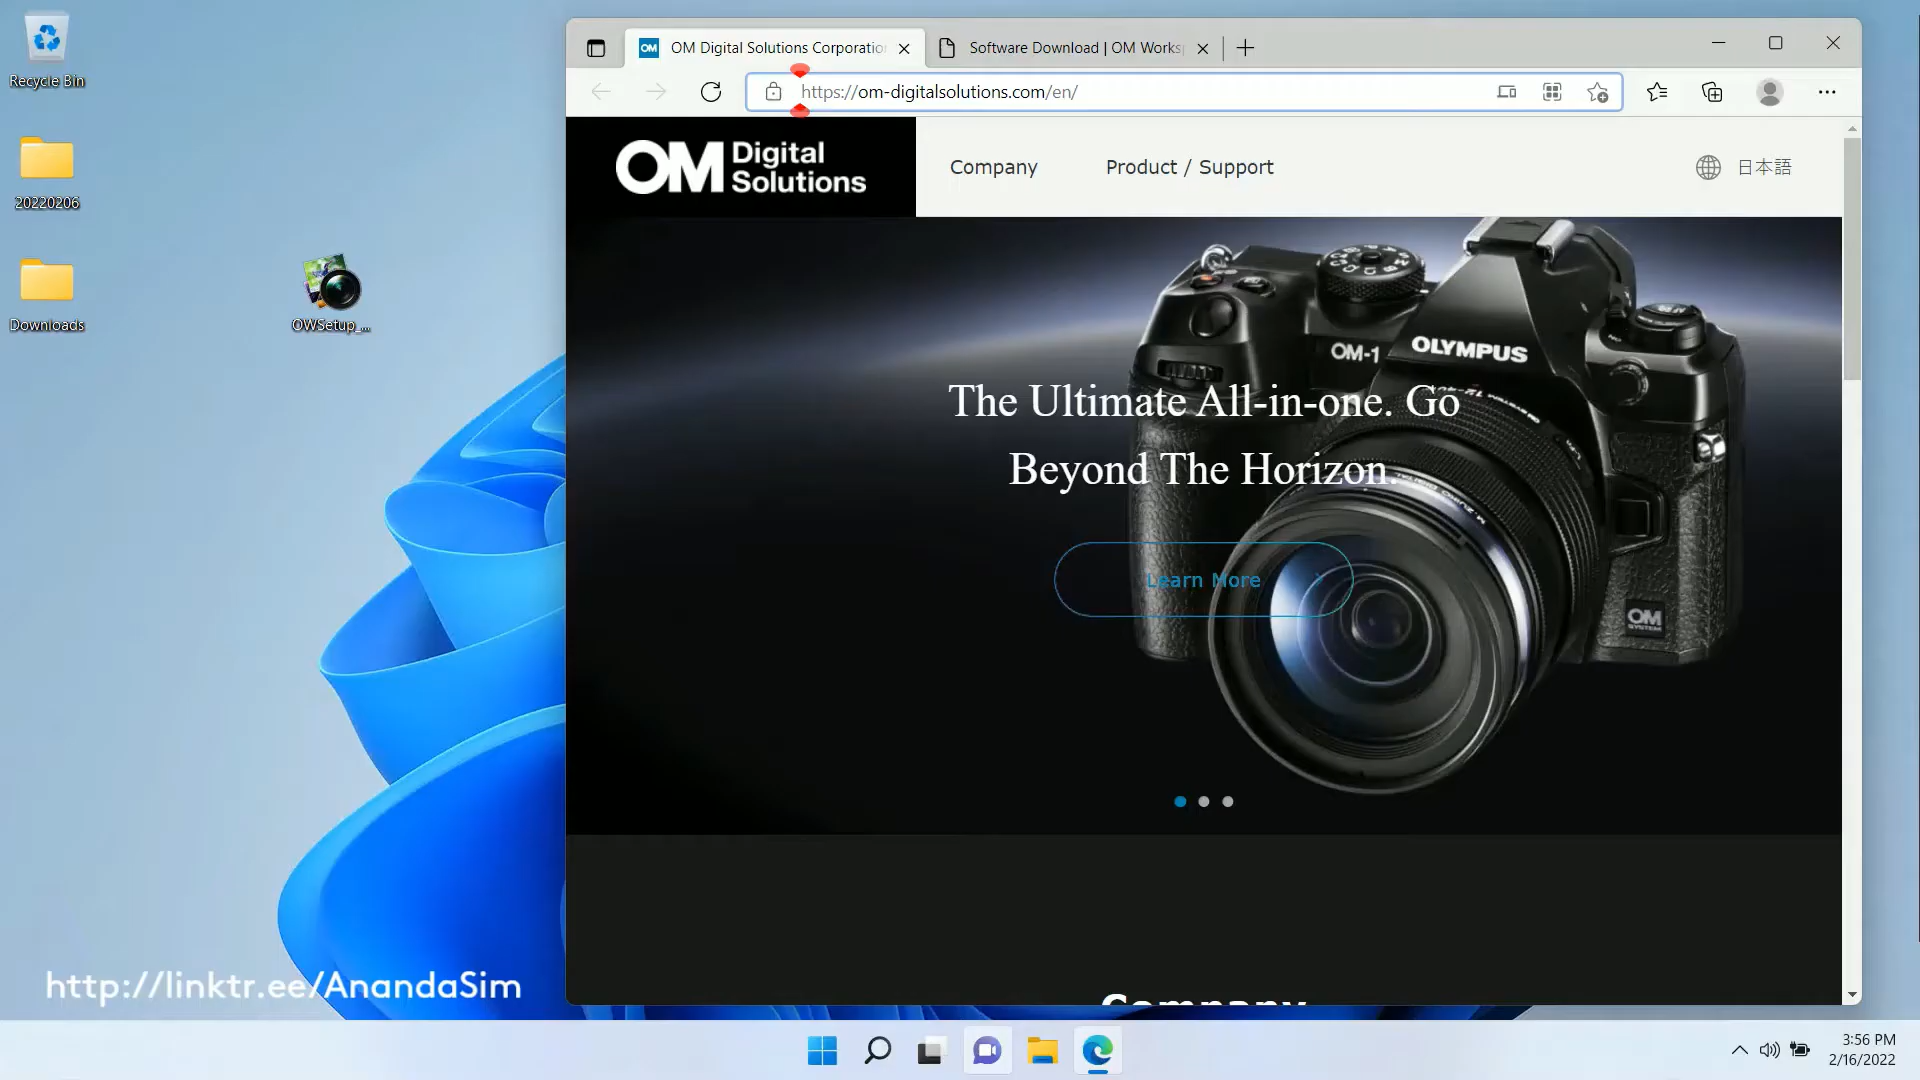 Recycle Bin
20220206
Downloads
OWSetup_...
http://linktr.ee/AnandaSim
OM Digital Solutions Corporatio
Software Download | OM Works
https://om-digitalsolutions.com/en/
OM Digital Solutions
Company
Product / Support
日本語
OM-1
OLYMPUS
The Ultimate All-in-one. Go
Beyond The Horizon.
Learn More
OM
SYSTEM
Company
3:56 PM
2/16/2022